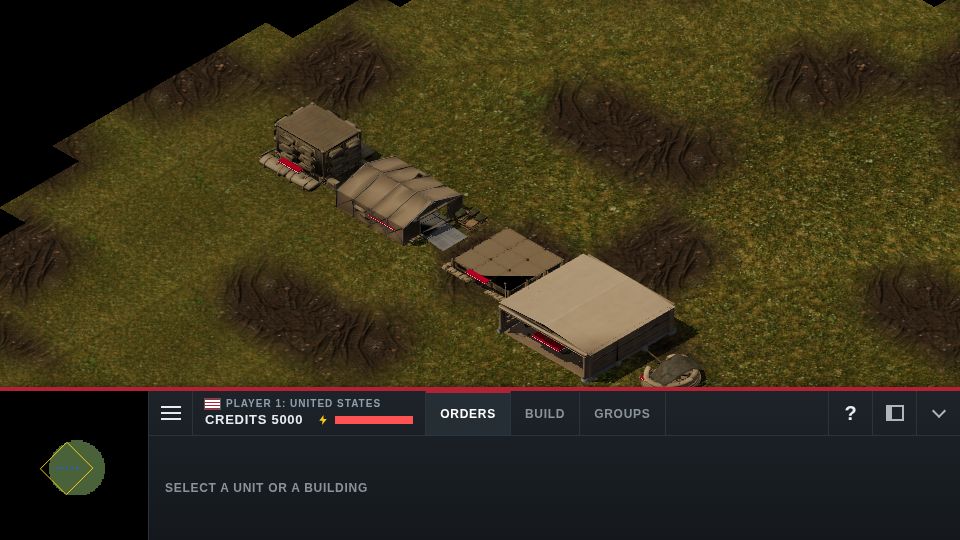 PLAYER 1: UNITED STATES
CREDITS 5000
ORDERS
BUILD
GROUPS
?
SELECT A UNIT OR A BUILDING